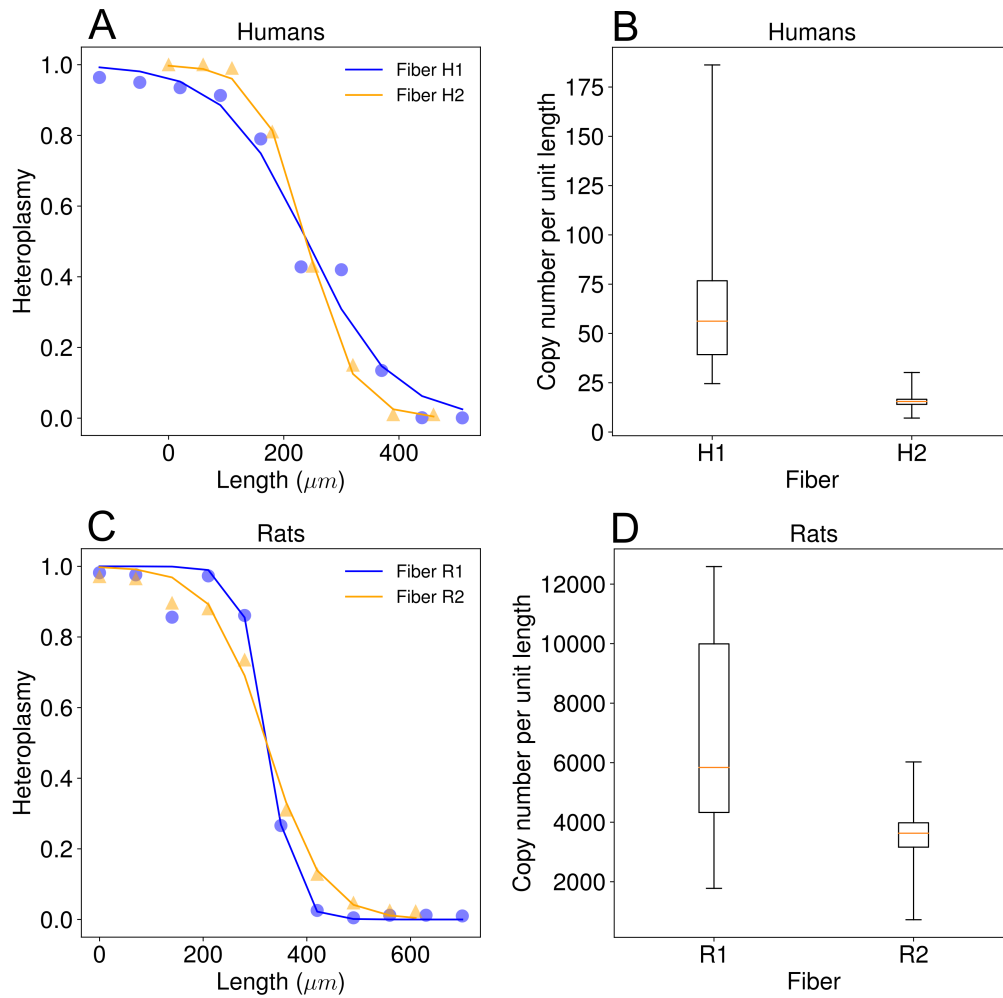 A
Humans
Heteroplasmy
1.0
0.8
0.6
0.4
0.2
0.0
Fiber H1
Fiber H2
0
200
400
Length (μm)
B
Humans
Copy number per unit length
175
150
125
100
75
50
25
0
H1
H2
Fiber
C
Rats
Heteroplasmy
1.0
0.8
0.6
0.4
0.2
0.0
Fiber R1
Fiber R2
0
200
400
600
Length (μm)
D
Rats
Copy number per unit length
12000
10000
8000
6000
4000
2000
R1
R2
Fiber